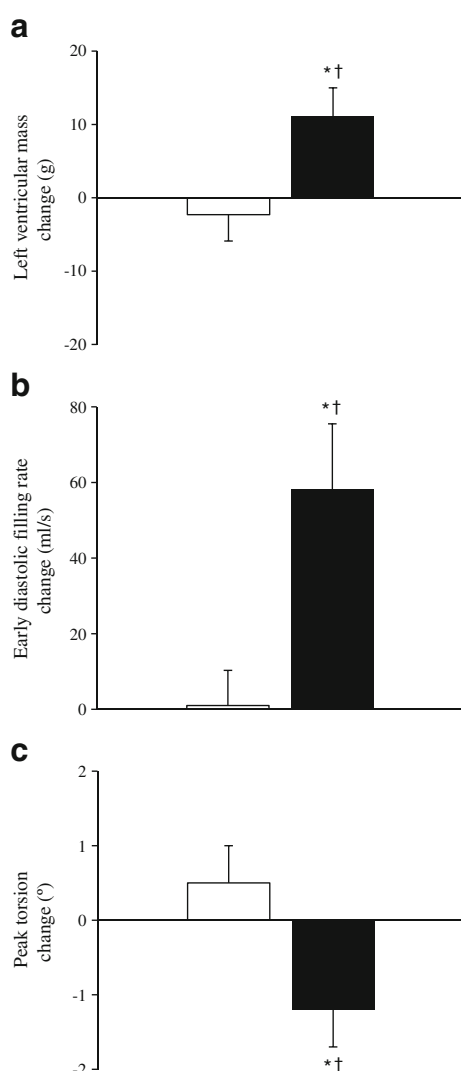 a
20
*†
10
0
-10
-20
Left ventricular mass
change (g)
b
80
*†
60
40
20
0
Early diastolic filling rate
change (ml/s)
c
2
1
0
-1
-2
*†
Peak torsion
change (°)